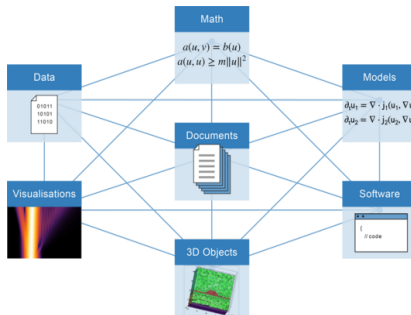 Math
a(u, v) = b(u)
a(u, u) ≥ m||u||²
Data
01011
10101
11010
Models
∂ₜu₁ = ∇ · j₁(u₁, ∇u
∂ₜu₂ = ∇ · j₂(u₂, ∇u
Documents
Visualisations
Software
{
// code
3D Objects